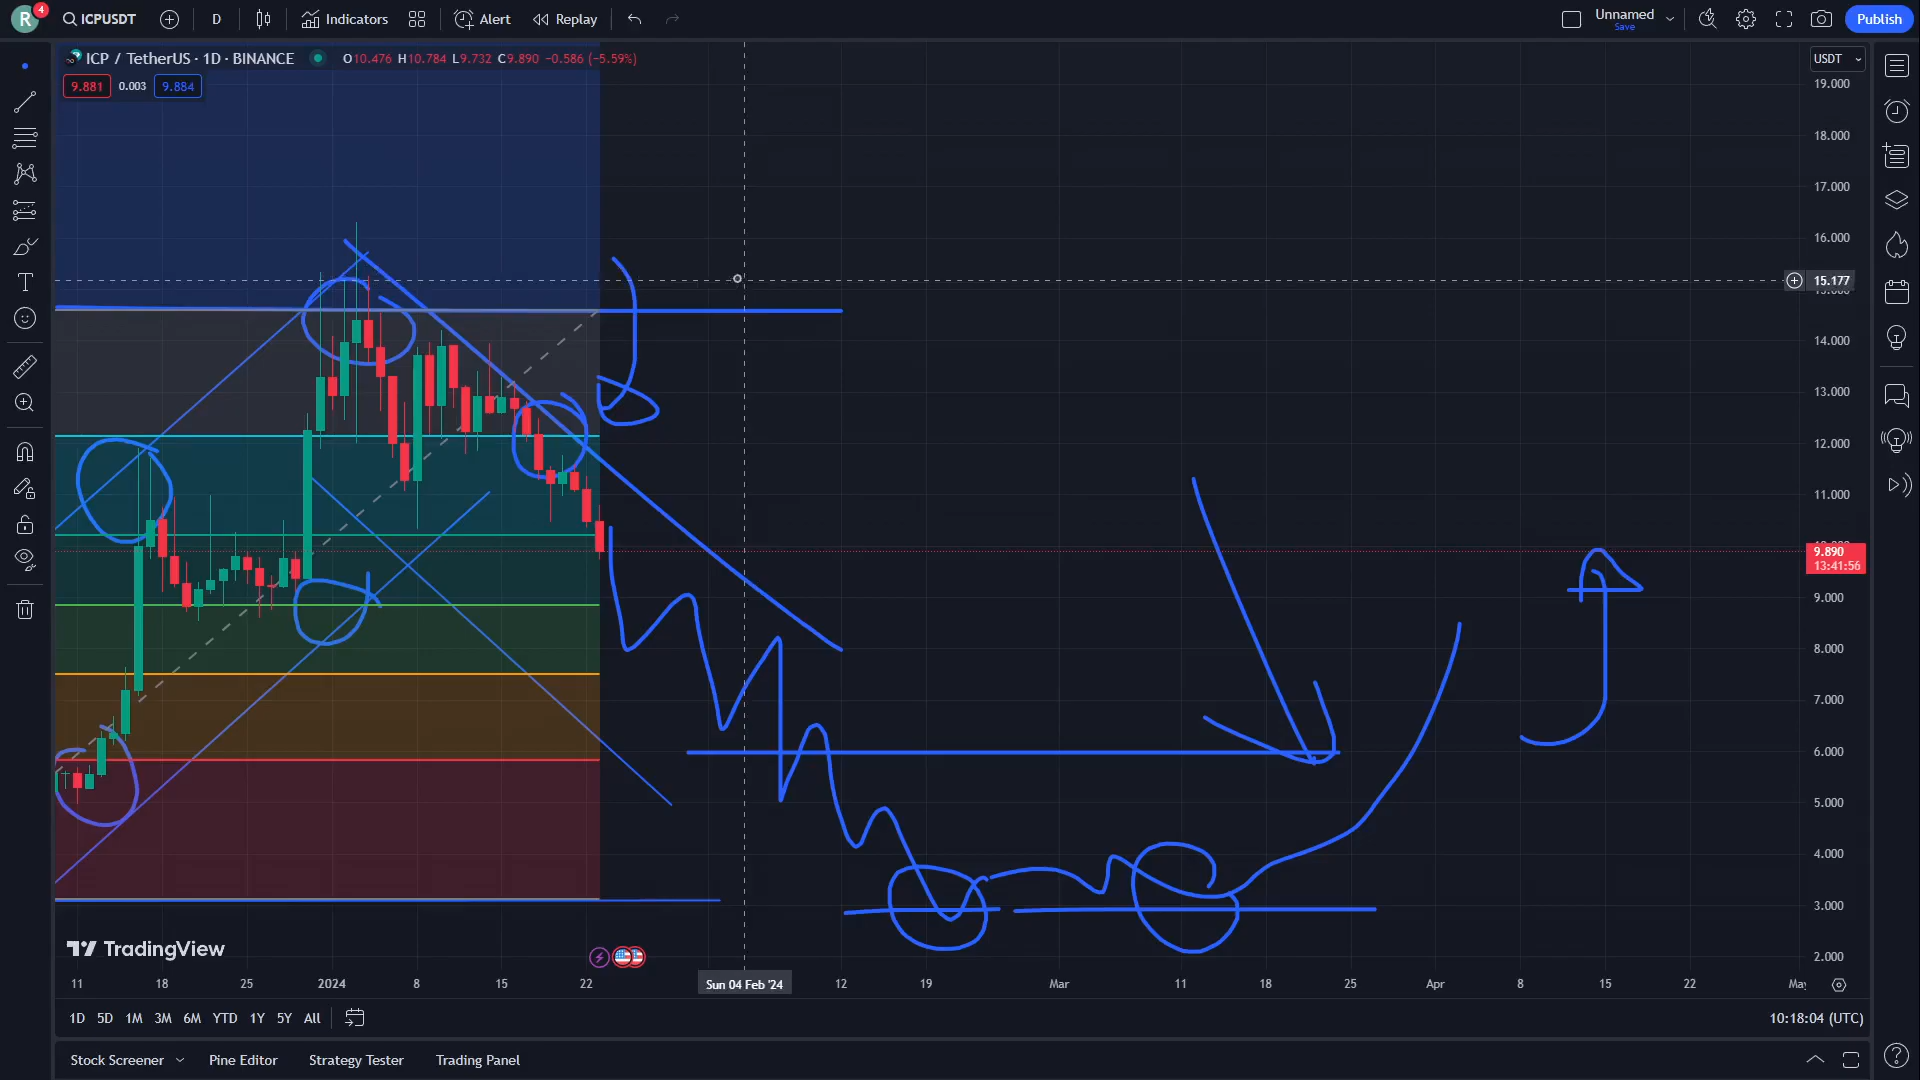 R 4 ICPUSDT D Indicators Alert Replay Unnamed Save Publish
ICP / TetherUS · 1D · BINANCE O10.476 H10.784 L9.732 C9.890 -0.586 (-5.59%) USDT
9.881 0.003 9.884
19.000
18.000
17.000
16.000
15.177
14.000
13.000
12.000
11.000
9.890
13:41:56
9.000
8.000
7.000
6.000
5.000
4.000
3.000
2.000
TradingView
11 18 25 2024 8 15 22 Sun 04 Feb '24 12 19 Mar 11 18 25 Apr 8 15 22
1D 5D 1M 3M 6M YTD 1Y 5Y All 10:18:04 (UTC)
Stock Screener Pine Editor Strategy Tester Trading Panel